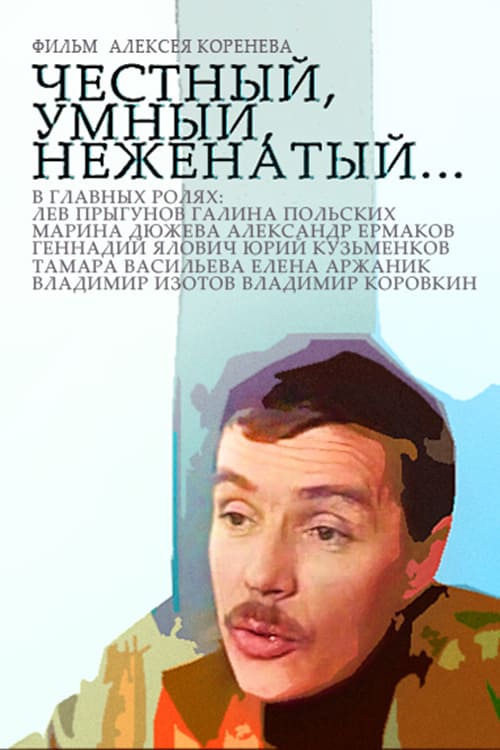 ФИЛЬМ АЛЕКСЕЯ КОРЕНЕВА
ЧЕСТНЫЙ,
УМНЫЙ,
НЕЖЕНАТЫЙ...
В ГЛАВНЫХ РОЛЯХ:
ЛЕВ ПРЫГУНОВ ГАЛИНА ПОЛЬСКИХ
МАРИНА ДЮЖЕВА АЛЕКСАНДР ЕРМАКОВ
ГЕННАДИЙ ЯЛОВИЧ ЮРИЙ КУЗЬМЕНКОВ
ТАМАРА ВАСИЛЬЕВА ЕЛЕНА АРЖАНИК
ВЛАДИМИР ИЗОТОВ ВЛАДИМИР КОРОВКИН